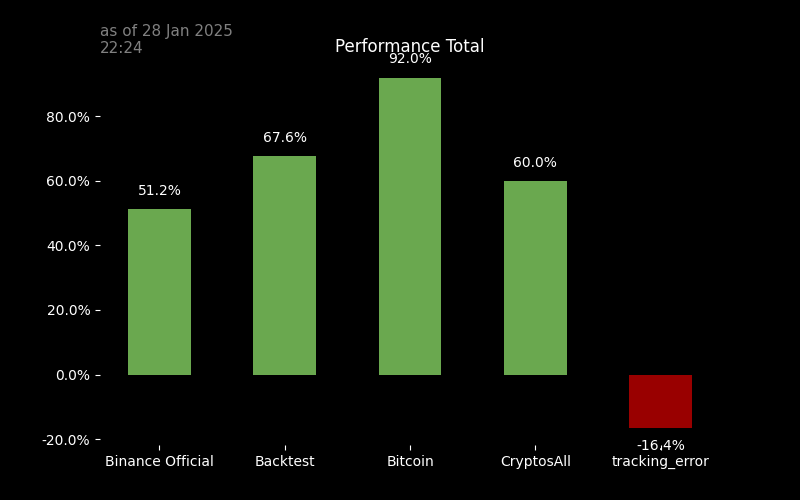 as of 28 Jan 2025
22:24
Performance Total
92.0%
80.0%
67.6%
60.0%
60.0%
51.2%
40.0%
20.0%
0.0%
-20.0%
-16.4%
Binance Official
Backtest
Bitcoin
CryptosAll
tracking_error